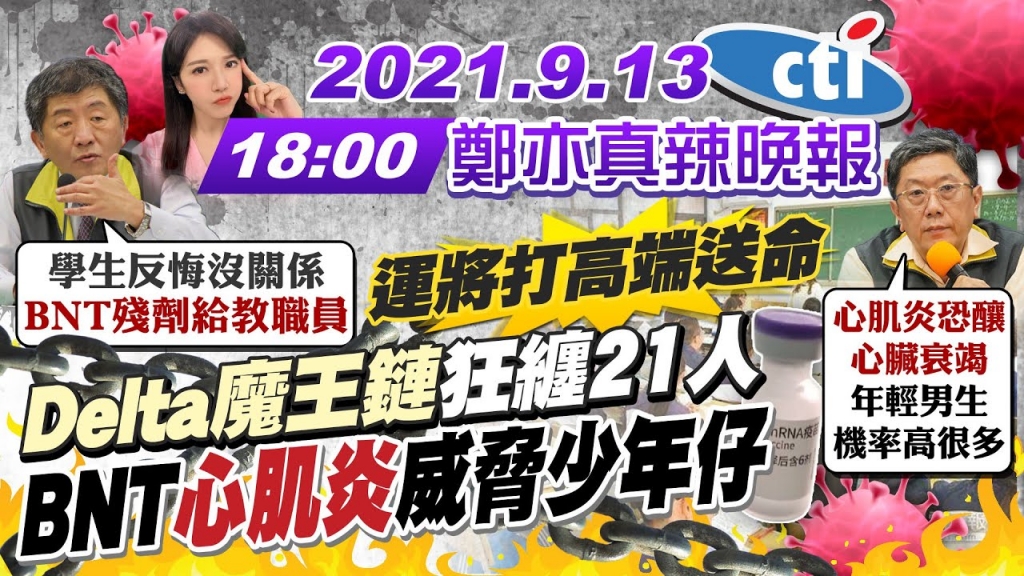 2021.9.13
cti
18:00
鄭亦真辣晚報
學生反悔沒關係
BNT殘劑給教職員
運將打高端送命
心肌炎恐釀
心臟衰竭
年輕男生
機率高很多
Delta魔王鏈狂纏21人
BNT心肌炎威脅少年仔